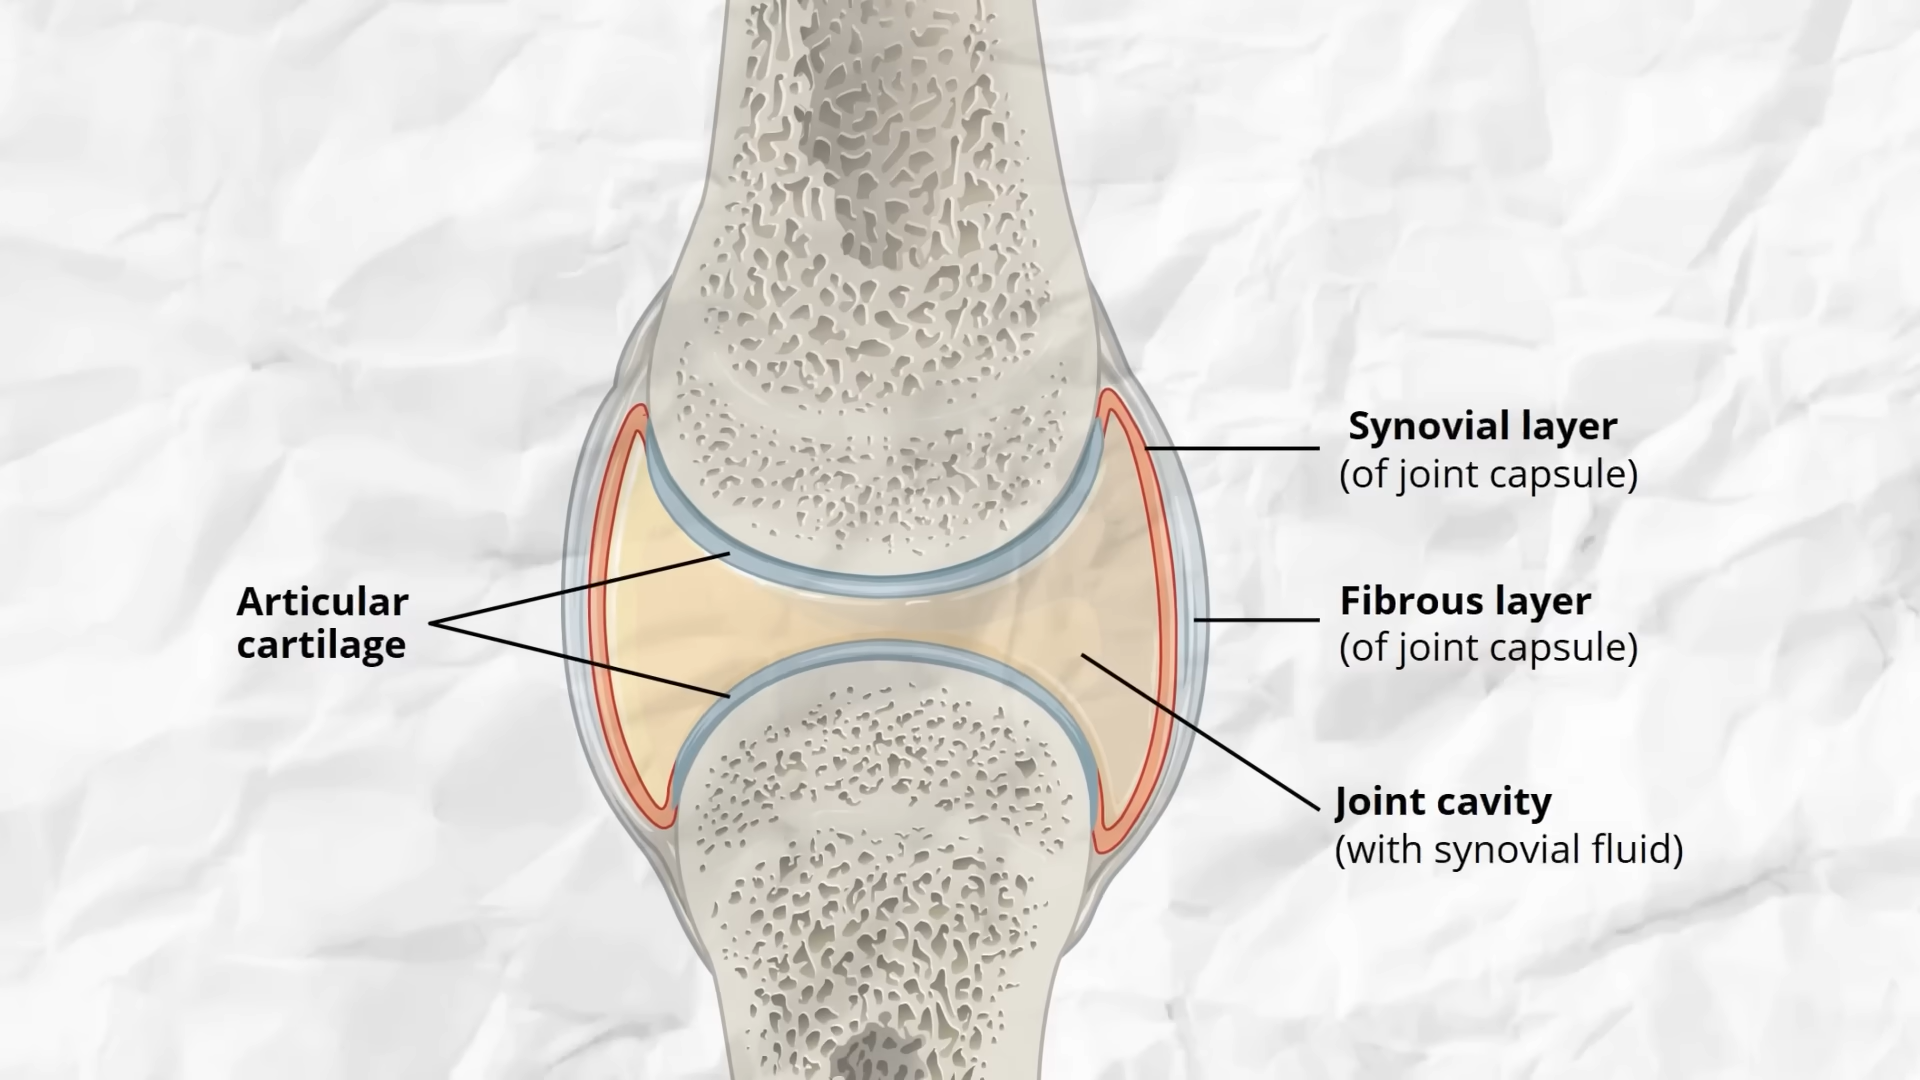 Synovial layer
(of joint capsule)
Articular
cartilage
Fibrous layer
(of joint capsule)
Joint cavity
(with synovial fluid)